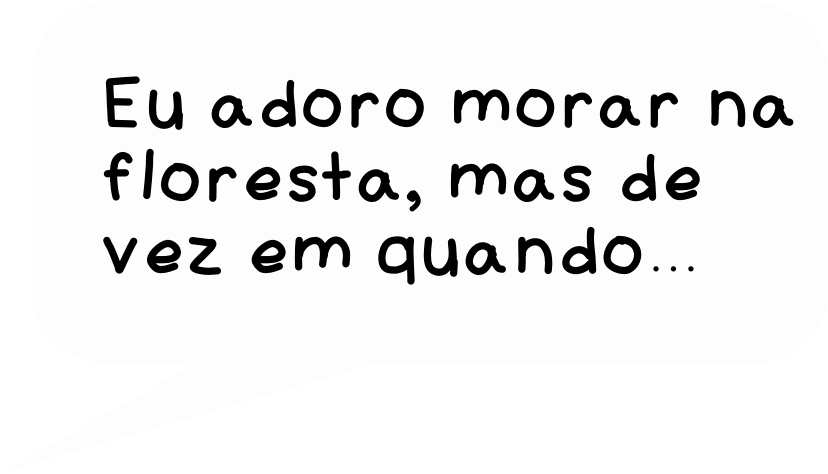 Eu adoro morar na
floresta, mas de
vez em quando...